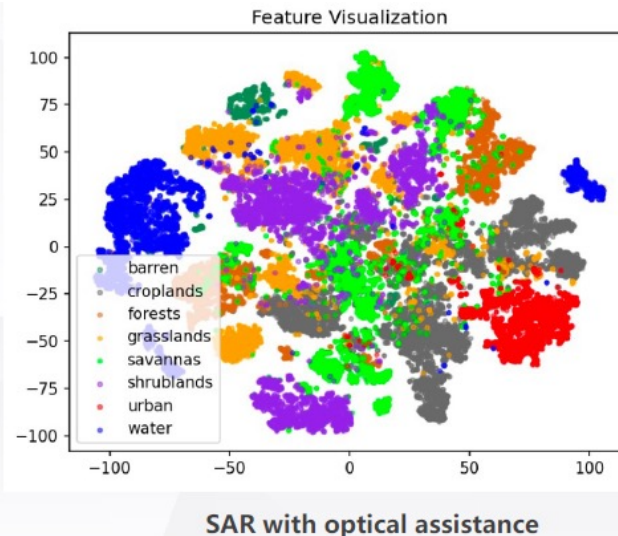 Feature Visualization
100
75
50
25
0
−25
−50
−75
−100
barren
croplands
forests
grasslands
savannas
shrublands
urban
water
−100
−50
0
50
100
SAR with optical assistance